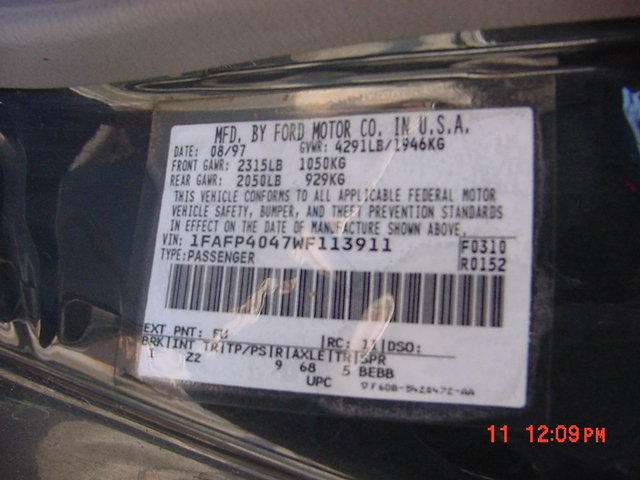 MFD. BY FORD MOTOR CO. IN U.S.A.
DATE: 08/97 GVWR: 4291LB/1946KG
FRONT GAWR: 2315LB 1050KG
REAR GAWR: 2050LB 929KG
THIS VEHICLE CONFORMS TO ALL APPLICABLE FEDERAL MOTOR
VEHICLE SAFETY, BUMPER, AND THEFT PREVENTION STANDARDS
IN EFFECT ON THE DATE OF MANUFACTURE SHOWN ABOVE.
VIN: 1FAFP4047WF113911 F0310
TYPE:PASSENGER R0152
EXT PNT: FU RC: 11 DSO:
BRK INT TR TP/PS R AXLE TR SPR
Z2 9 68 5 BEBB
UPC
11 12:09PM